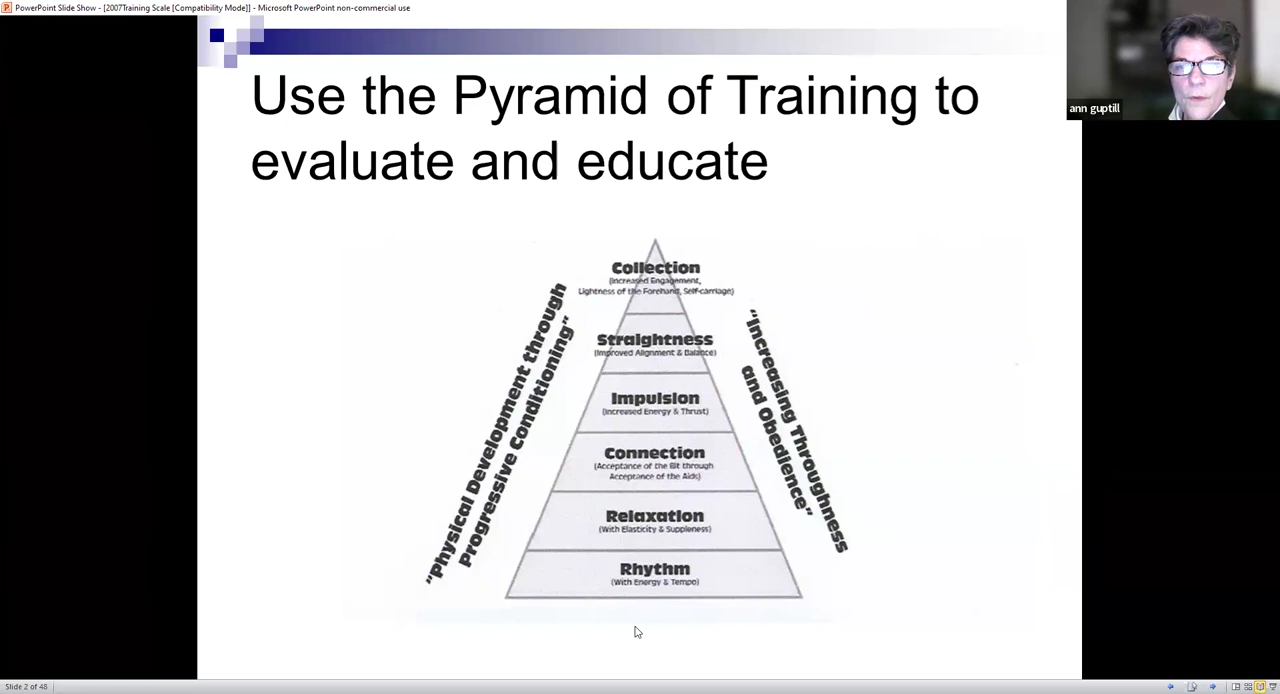 PowerPoint Slide Show - [2007Training Scale [Compatibility Mode]] - Microsoft PowerPoint non-commercial use
ann guptill
Use the Pyramid of Training to
evaluate and educate
Collection
(Increased Engagement,
Lightness of the Forehand, Self-carriage)
Straightness
(Improved Alignment & Balance)
Impulsion
(Increased Energy & Thrust)
Connection
(Acceptance of the Bit through
Acceptance of the Aids)
Relaxation
(With Elasticity & Suppleness)
Rhythm
(With Energy & Tempo)
"Physical Development through
Progressive Conditioning"
"Increasing Throughness
and Obedience"
Slide 2 of 48